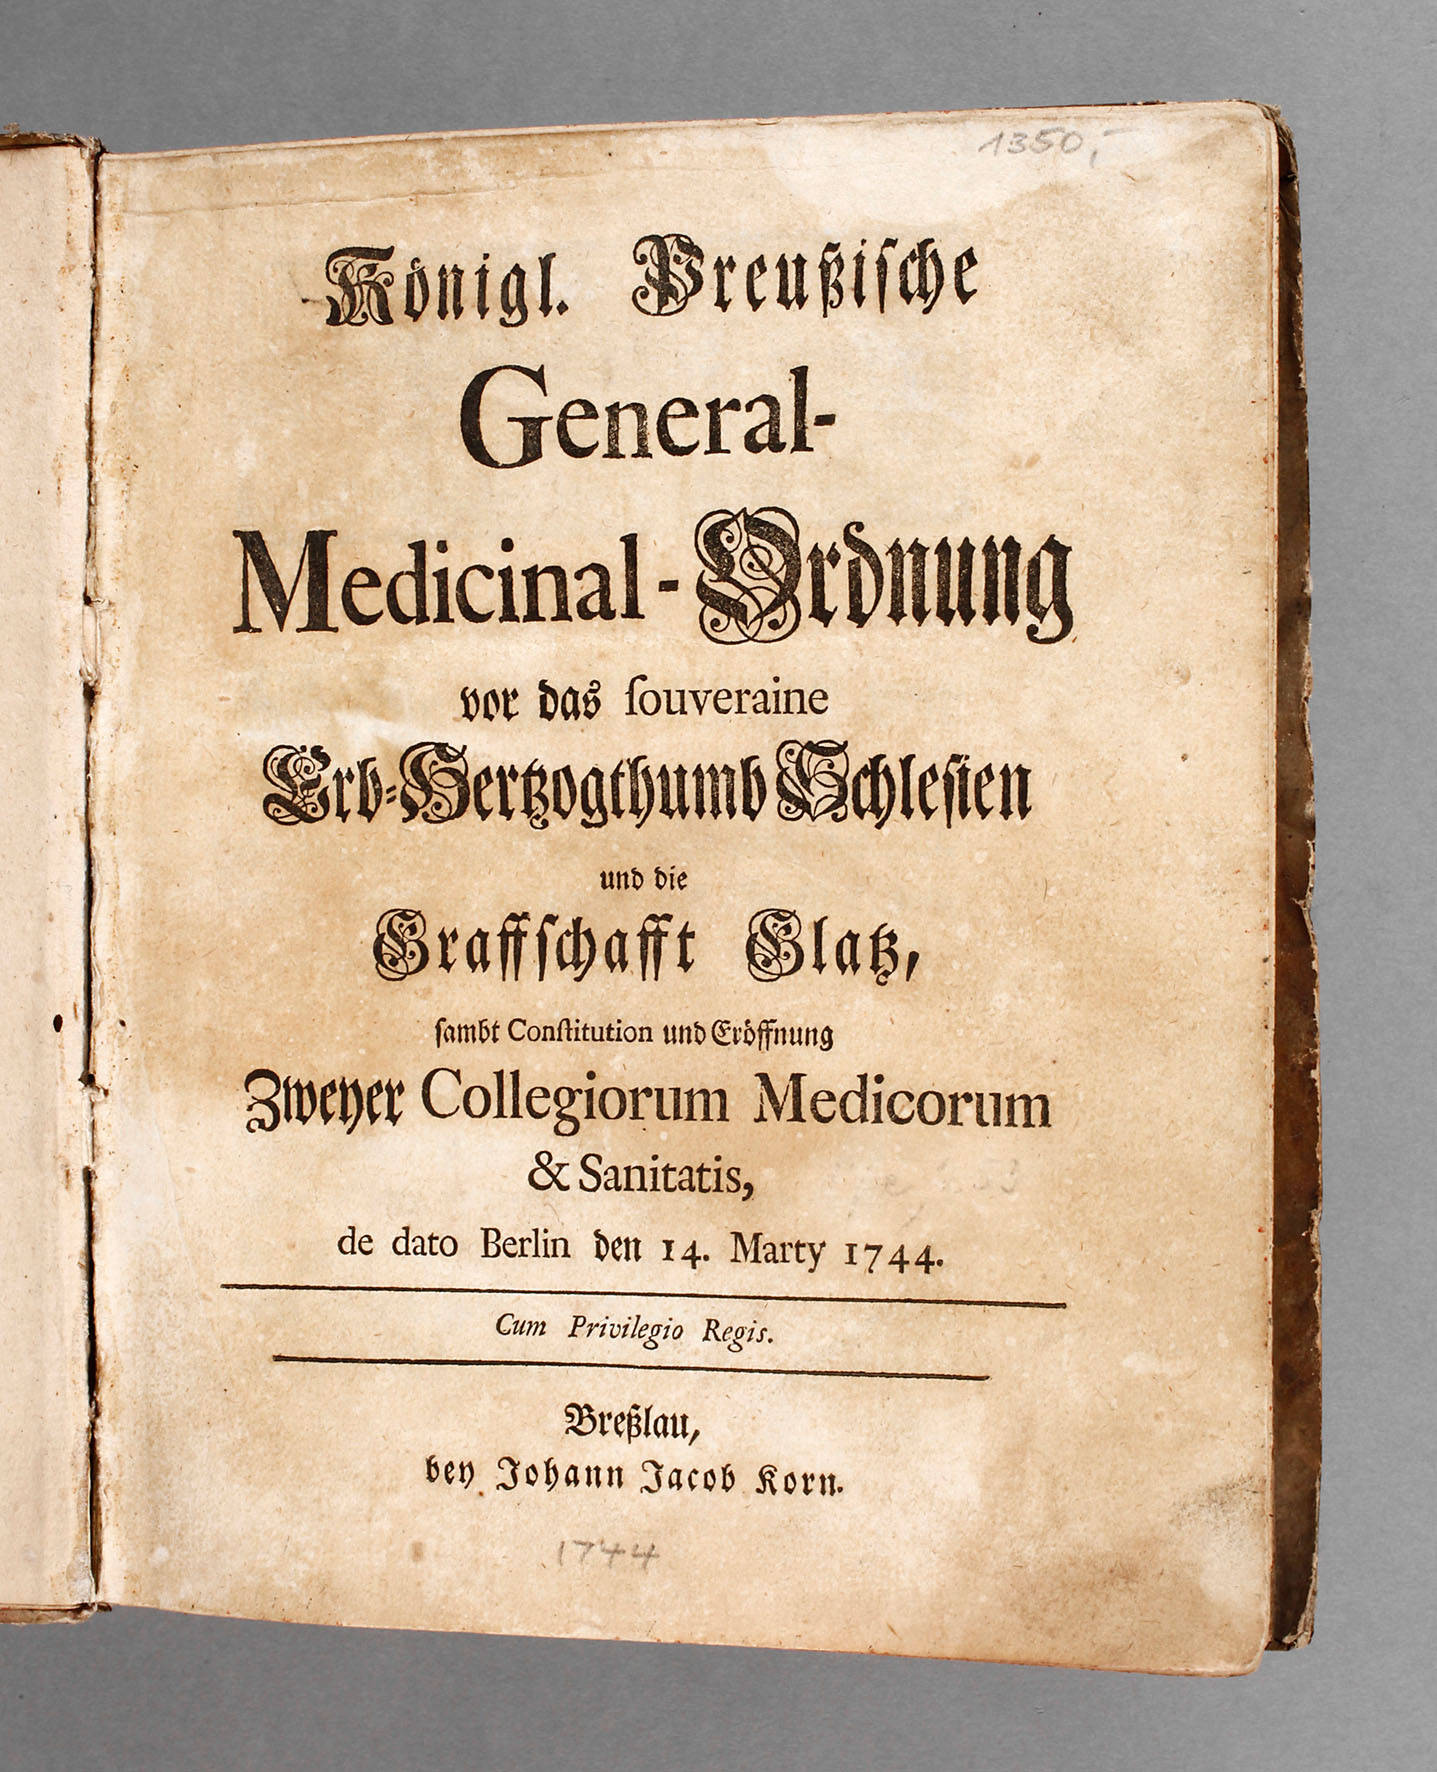 1350,-
Königl. Preußische
General-
Medicinal-Ordnung
vor das ſouveraine
Erb-Hertzogthumb Schleſien
und die
Graffſchafft Glatz,
ſambt Conſtitution und Eröffnung
Zweyer Collegiorum Medicorum
& Sanitatis,
de dato Berlin den 14. Marty 1744.
Cum Privilegio Regis.
Breßlau,
bey Johann Jacob Korn.
1744